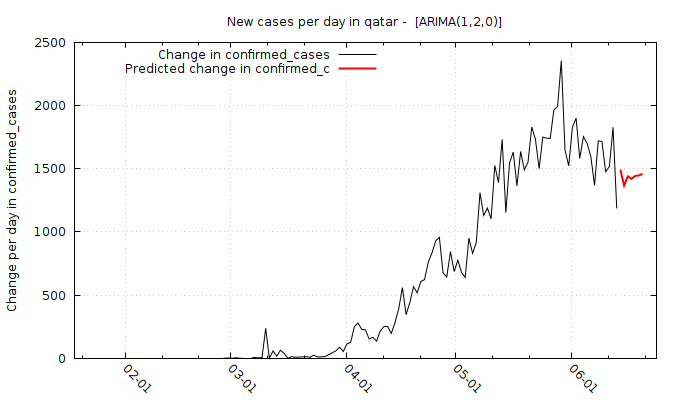 New cases per day in qatar -  [ARIMA(1,2,0)]
Change in confirmed_cases
Predicted change in confirmed_c
Change per day in confirmed_cases
2500
2000
1500
1000
500
0
02-01
03-01
04-01
05-01
06-01